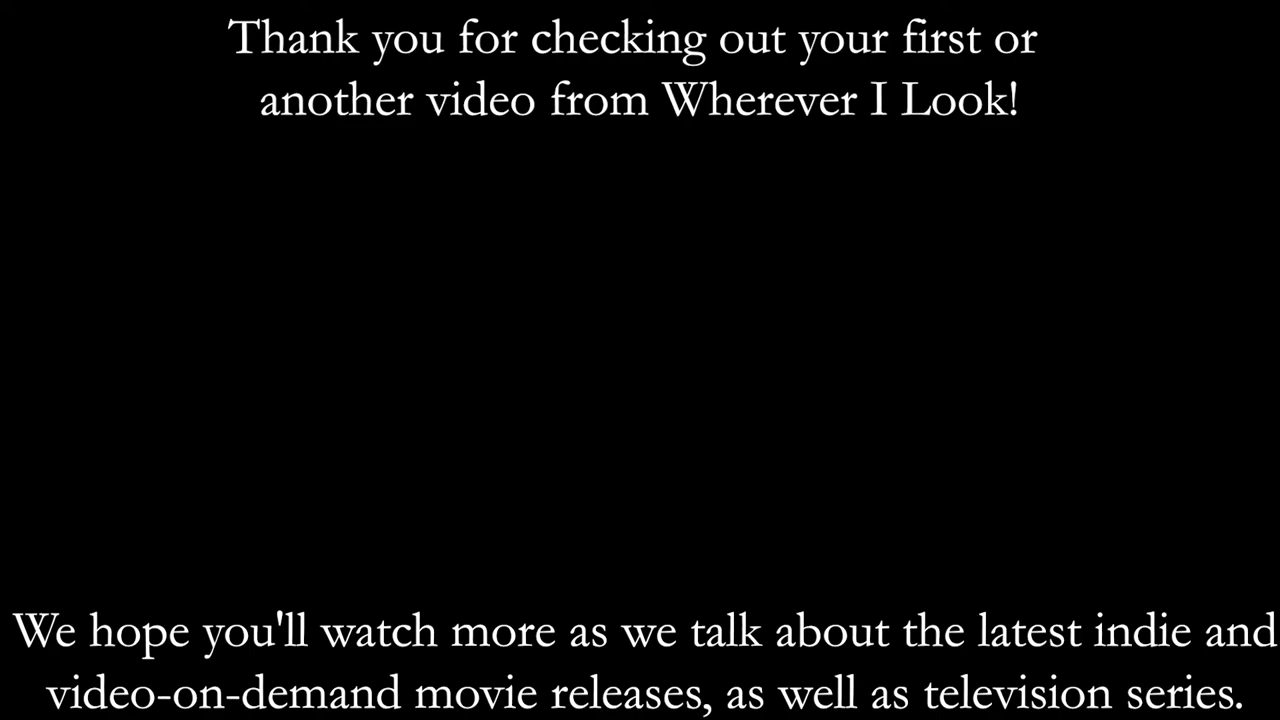 Thank you for checking out your first or
another video from Wherever I Look!
We hope you'll watch more as we talk about the latest indie and
video-on-demand movie releases, as well as television series.